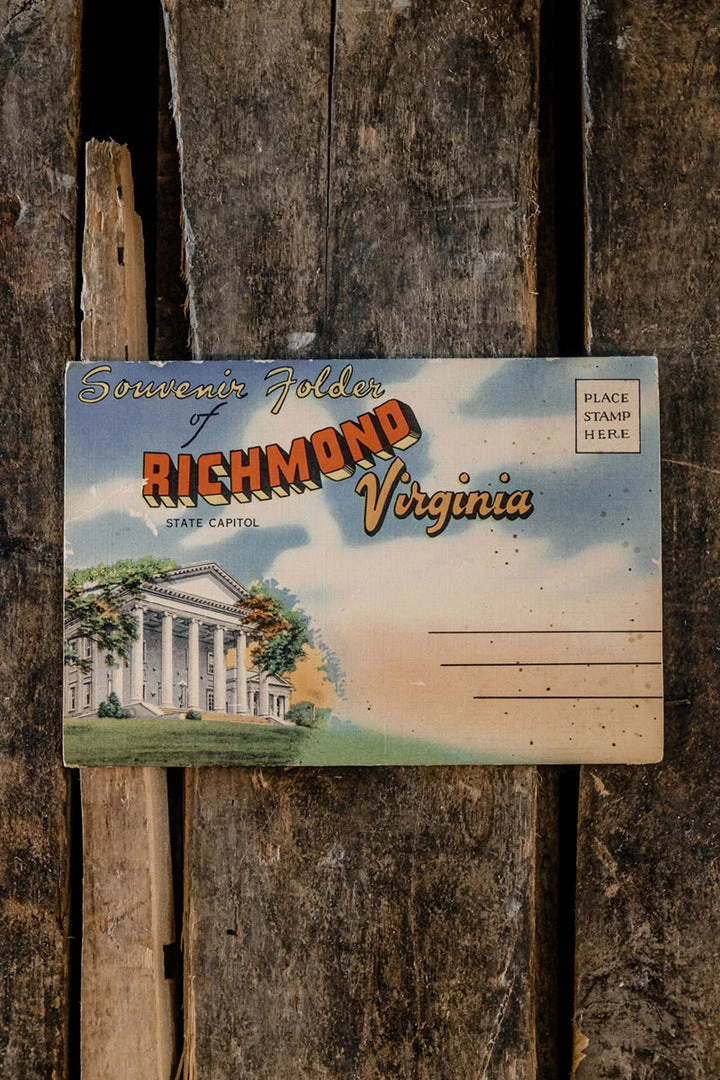 Souvenir Folder
of
RICHMOND
Virginia
STATE CAPITOL
PLACE
STAMP
HERE